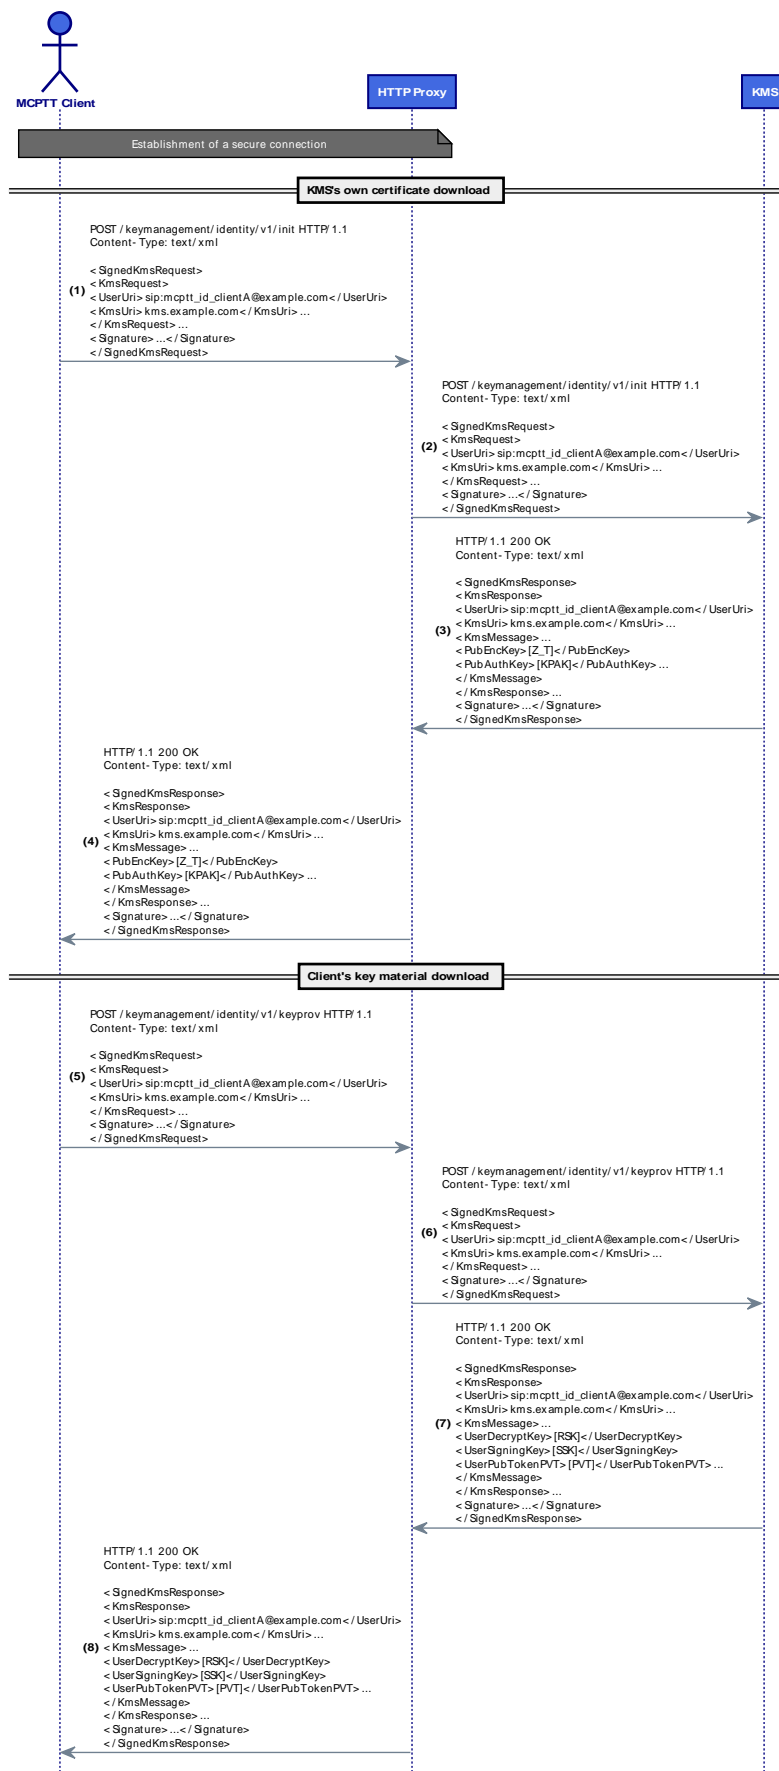 MCPTT Client
HTTP Proxy
KMS
Establishment of a secure connection
KMS's own certificate download
POST /keymanagement/identity/v1/init HTTP/1.1
Content-Type: text/xml
<SignedKmsRequest>
<KmsRequest>
(1) <UserUri>sip:mcptt_id_clientA@example.com</UserUri>
<KmsUri>kms.example.com</KmsUri> ...
</KmsRequest> ...
<Signature> ...</Signature>
</SignedKmsRequest>
POST /keymanagement/identity/v1/init HTTP/1.1
Content-Type: text/xml
<SignedKmsRequest>
<KmsRequest>
(2) <UserUri>sip:mcptt_id_clientA@example.com</UserUri>
<KmsUri>kms.example.com</KmsUri> ...
</KmsRequest> ...
<Signature> ...</Signature>
</SignedKmsRequest>
HTTP/1.1 200 OK
Content-Type: text/xml
<SignedKmsResponse>
<KmsResponse>
<UserUri>sip:mcptt_id_clientA@example.com</UserUri>
<KmsUri>kms.example.com</KmsUri> ...
(3) <KmsMessage> ...
<PubEncKey>[Z_T]</PubEncKey>
<PubAuthKey>[KPAK]</PubAuthKey> ...
</KmsMessage>
</KmsResponse> ...
<Signature> ...</Signature>
</SignedKmsResponse>
HTTP/1.1 200 OK
Content-Type: text/xml
<SignedKmsResponse>
<KmsResponse>
<UserUri>sip:mcptt_id_clientA@example.com</UserUri>
<KmsUri>kms.example.com</KmsUri> ...
(4) <KmsMessage> ...
<PubEncKey>[Z_T]</PubEncKey>
<PubAuthKey>[KPAK]</PubAuthKey> ...
</KmsMessage>
</KmsResponse> ...
<Signature> ...</Signature>
</SignedKmsResponse>
Client's key material download
POST /keymanagement/identity/v1/keyprov HTTP/1.1
Content-Type: text/xml
<SignedKmsRequest>
<KmsRequest>
(5) <UserUri>sip:mcptt_id_clientA@example.com</UserUri>
<KmsUri>kms.example.com</KmsUri> ...
</KmsRequest> ...
<Signature> ...</Signature>
</SignedKmsRequest>
POST /keymanagement/identity/v1/keyprov HTTP/1.1
Content-Type: text/xml
<SignedKmsRequest>
<KmsRequest>
(6) <UserUri>sip:mcptt_id_clientA@example.com</UserUri>
<KmsUri>kms.example.com</KmsUri> ...
</KmsRequest> ...
<Signature> ...</Signature>
</SignedKmsRequest>
HTTP/1.1 200 OK
Content-Type: text/xml
<SignedKmsResponse>
<KmsResponse>
<UserUri>sip:mcptt_id_clientA@example.com</UserUri>
<KmsUri>kms.example.com</KmsUri> ...
(7) <KmsMessage> ...
<UserDecryptKey>[RSK]</UserDecryptKey>
<UserSigningKey>[SSK]</UserSigningKey>
<UserPubTokenPVT>[PVT]</UserPubTokenPVT> ...
</KmsMessage>
</KmsResponse> ...
<Signature> ...</Signature>
</SignedKmsResponse>
HTTP/1.1 200 OK
Content-Type: text/xml
<SignedKmsResponse>
<KmsResponse>
<UserUri>sip:mcptt_id_clientA@example.com</UserUri>
<KmsUri>kms.example.com</KmsUri> ...
(8) <KmsMessage> ...
<UserDecryptKey>[RSK]</UserDecryptKey>
<UserSigningKey>[SSK]</UserSigningKey>
<UserPubTokenPVT>[PVT]</UserPubTokenPVT> ...
</KmsMessage>
</KmsResponse> ...
<Signature> ...</Signature>
</SignedKmsResponse>